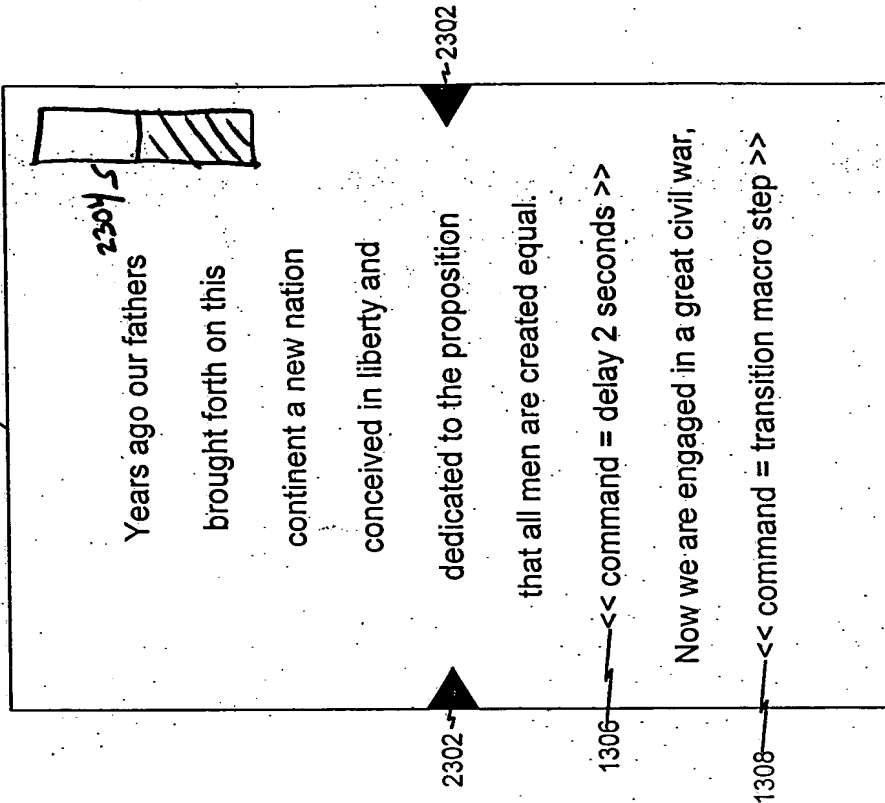 2304
Years ago our fathers
brought forth on this
continent a new nation
conceived in liberty and
2302 dedicated to the proposition 2302
that all men are created equal.
1306 << command = delay 2 seconds >>
Now we are engaged in a great civil war,
1308 << command = transition macro step >>